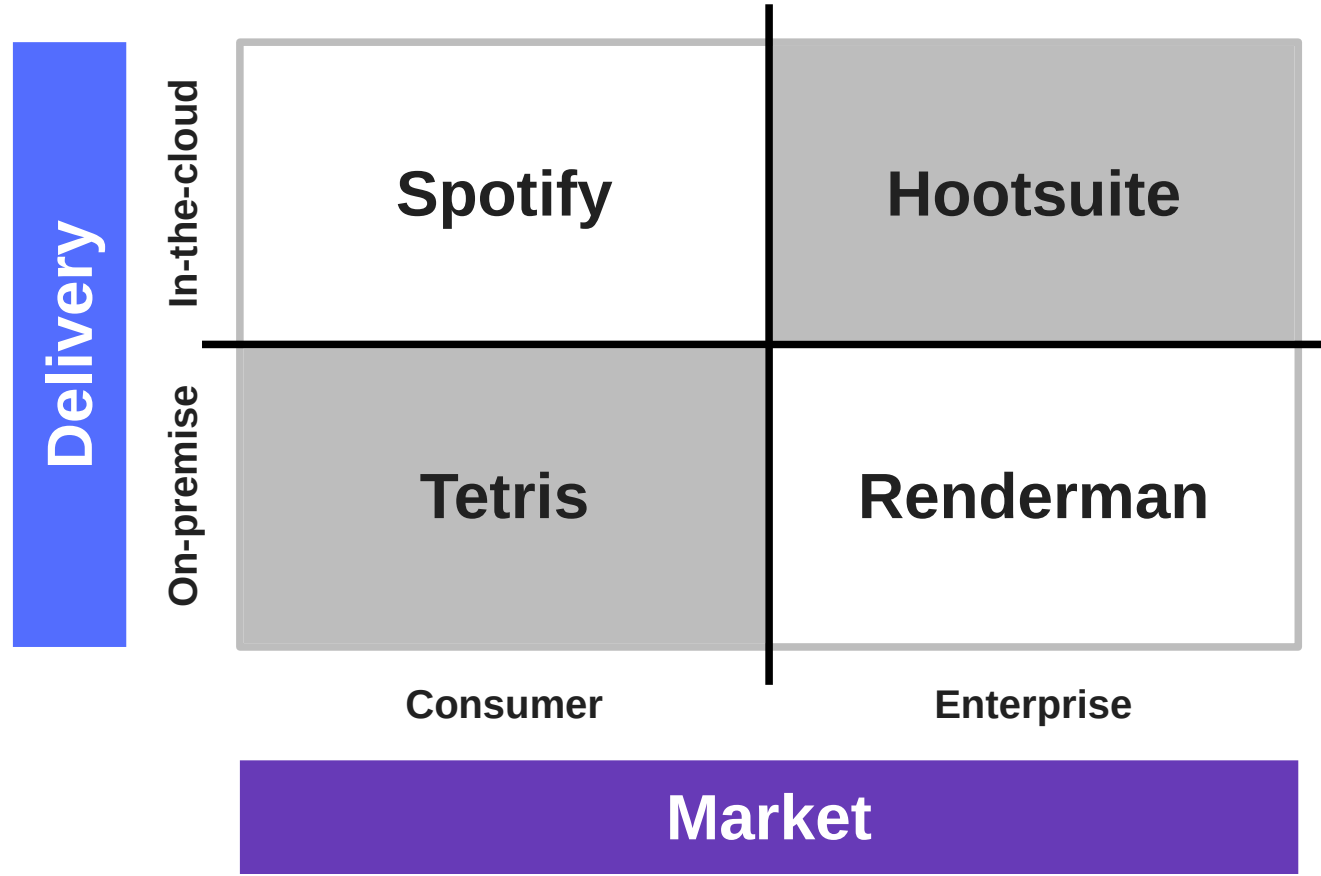 Delivery
In-the-cloud
Spotify
Hootsuite
On-premise
Tetris
Renderman
Consumer
Enterprise
Market